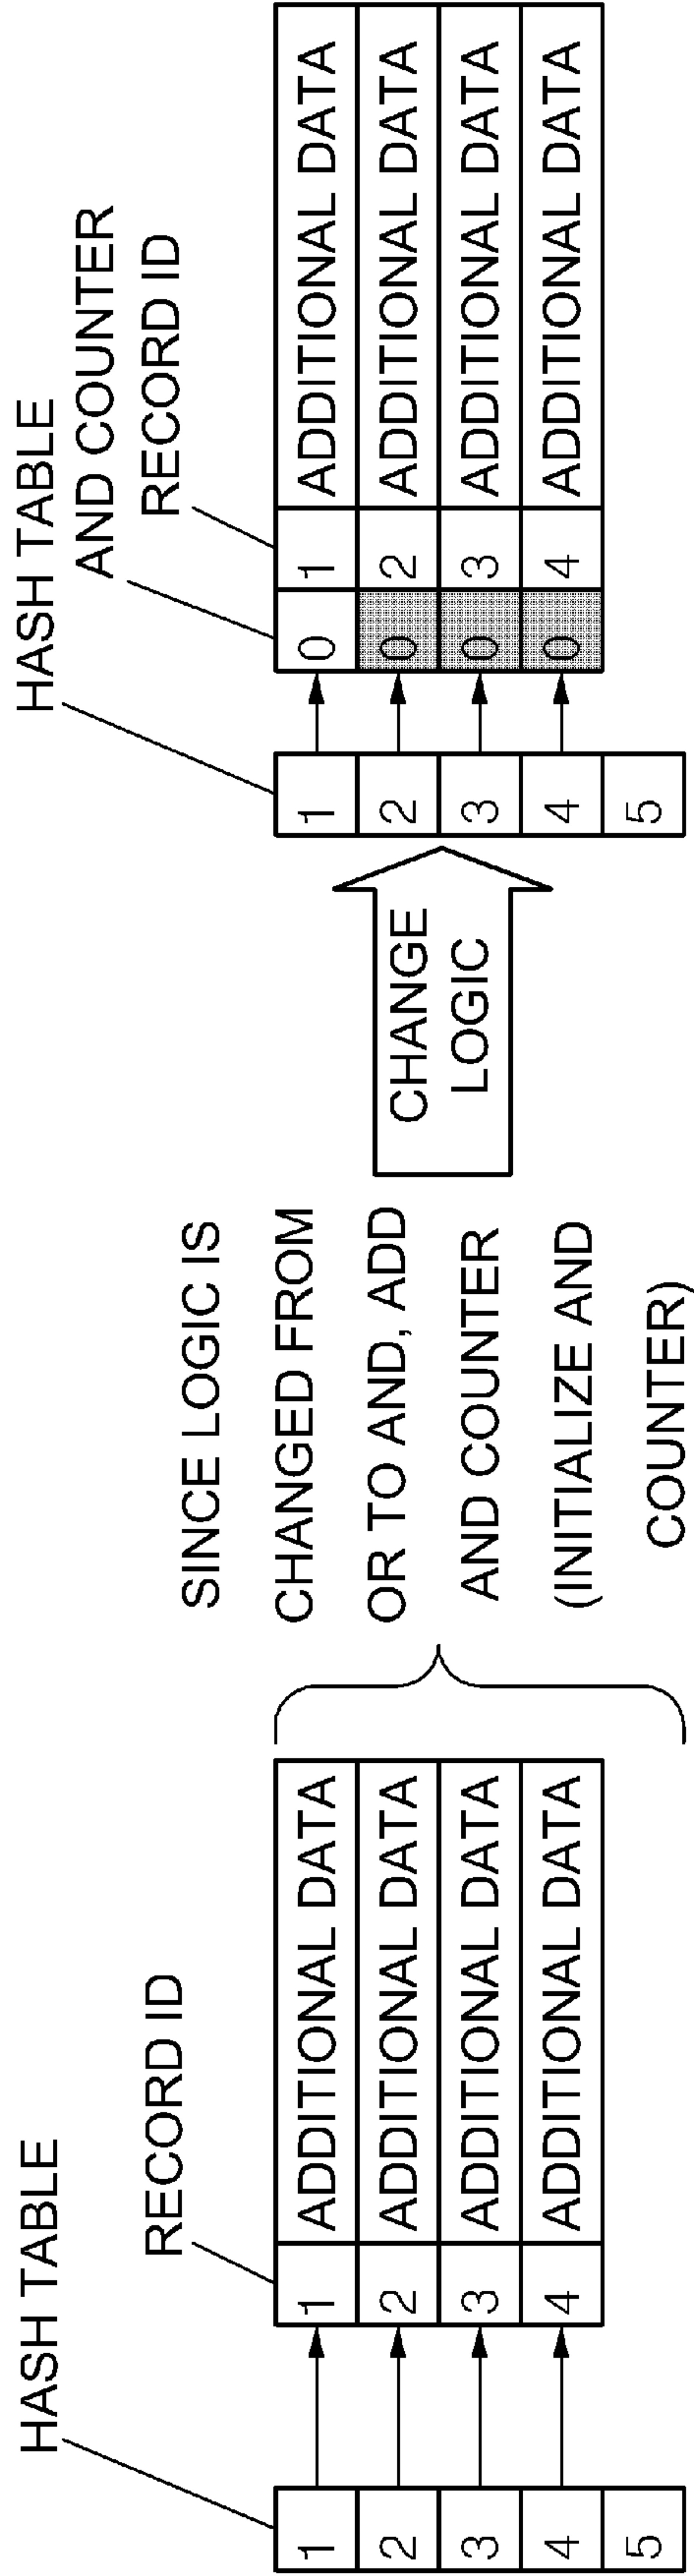 HASH TABLE
RECORD ID
1 1 ADDITIONAL DATA
2 2 ADDITIONAL DATA
3 3 ADDITIONAL DATA
4 4 ADDITIONAL DATA
5
SINCE LOGIC IS
CHANGED FROM
OR TO AND, ADD
AND COUNTER
(INITIALIZE AND
COUNTER)
CHANGE
LOGIC
HASH TABLE
AND COUNTER
RECORD ID
1 0 1 ADDITIONAL DATA
2 0 2 ADDITIONAL DATA
3 0 3 ADDITIONAL DATA
4 0 4 ADDITIONAL DATA
5